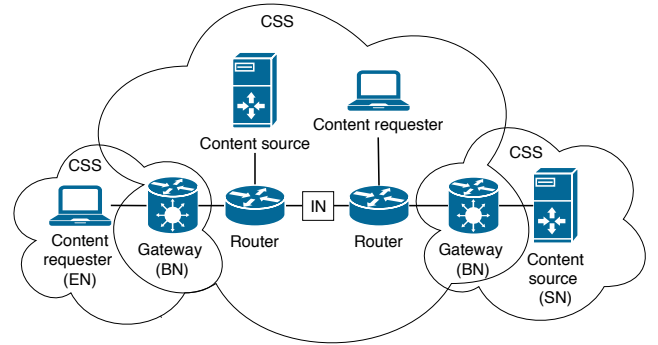 CSS
Content source
Content requester
CSS
CSS
IN
Content
requester
(EN)
Gateway
(BN)
Router
Router
Gateway
(BN)
Content
source
(SN)